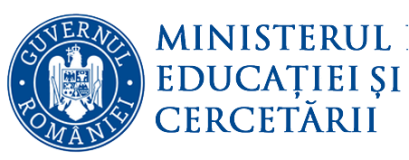 GUVERNUL
ROMÂNIEI
MINISTERUL
EDUCAȚIEI ȘI
CERCETĂRII